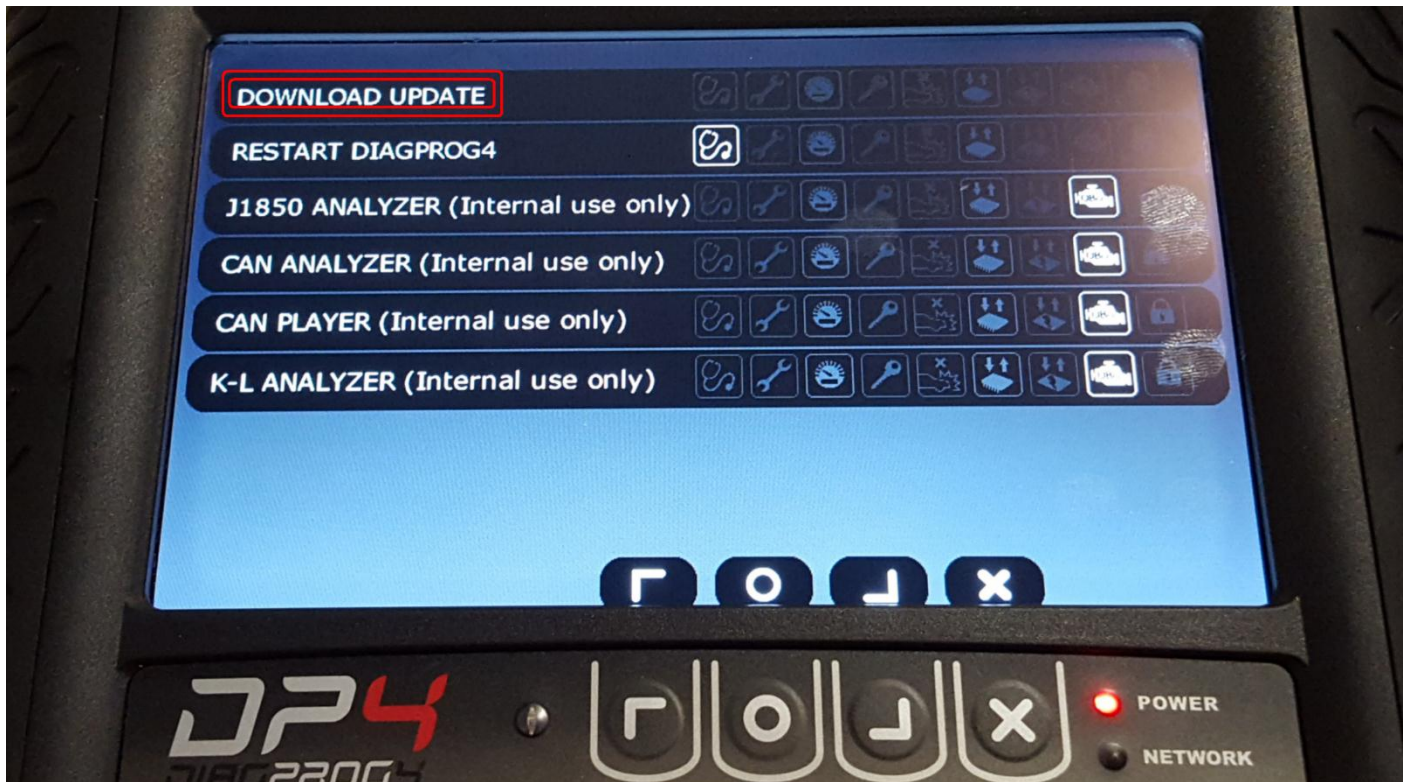 DOWNLOAD UPDATE
RESTART DIAGPROG4
J1850 ANALYZER (Internal use only)
CAN ANALYZER (Internal use only)
CAN PLAYER (Internal use only)
K-L ANALYZER (Internal use only)
DP4
DIAGPROG4
POWER
NETWORK